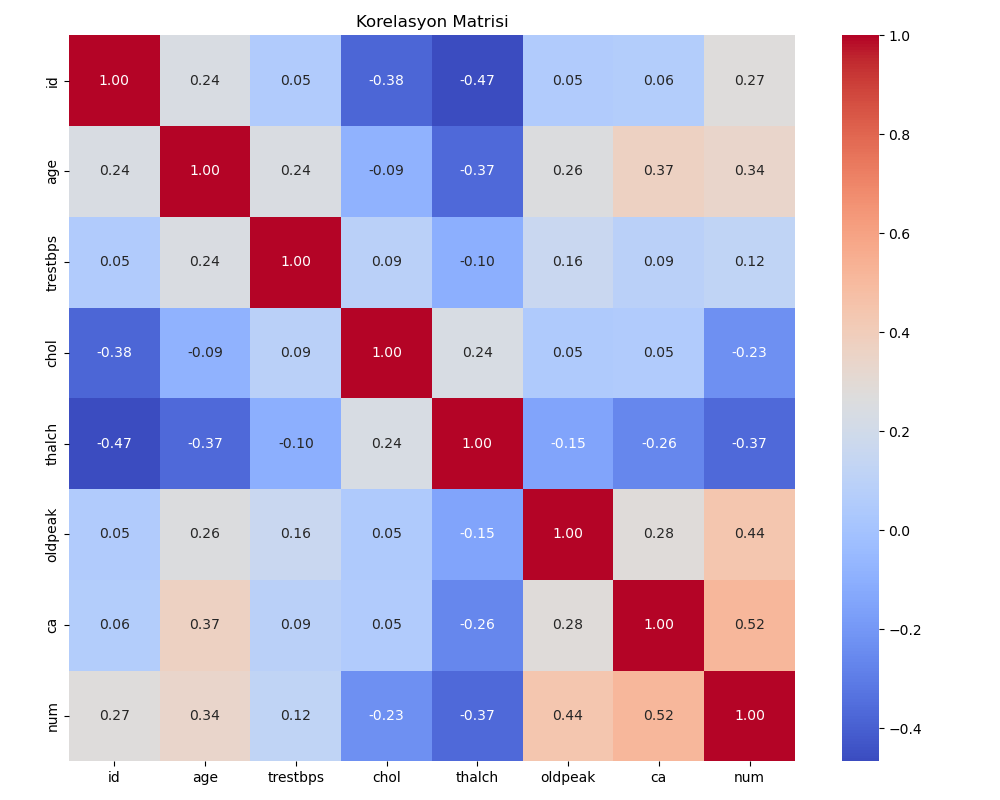 Korelasyon Matrisi
id 1.00 0.24 0.05 -0.38 -0.47 0.05 0.06 0.27
age 0.24 1.00 0.24 -0.09 -0.37 0.26 0.37 0.34
trestbps 0.05 0.24 1.00 0.09 -0.10 0.16 0.09 0.12
chol -0.38 -0.09 0.09 1.00 0.24 0.05 0.05 -0.23
thalch -0.47 -0.37 -0.10 0.24 1.00 -0.15 -0.26 -0.37
oldpeak 0.05 0.26 0.16 0.05 -0.15 1.00 0.28 0.44
ca 0.06 0.37 0.09 0.05 -0.26 0.28 1.00 0.52
num 0.27 0.34 0.12 -0.23 -0.37 0.44 0.52 1.00
id age trestbps chol thalch oldpeak ca num
1.0
0.8
0.6
0.4
0.2
0.0
−0.2
−0.4